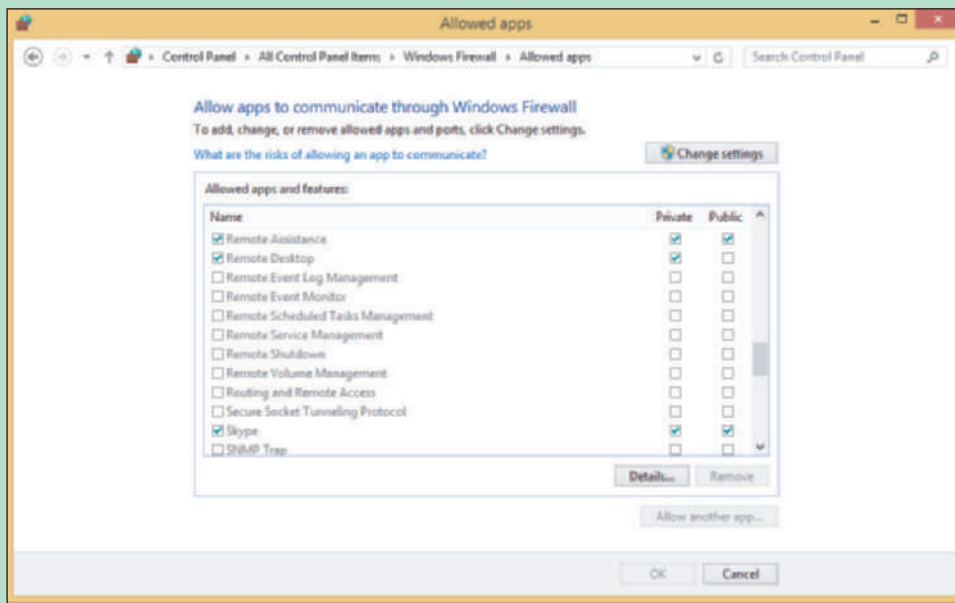 Allowed apps
Control Panel ▸ All Control Panel Items ▸ Windows Firewall ▸ Allowed apps
Search Control Panel
Allow apps to communicate through Windows Firewall
To add, change, or remove allowed apps and ports, click Change settings.
What are the risks of allowing an app to communicate?
Change settings
Allowed apps and features:
Name Private Public
Remote Assistance
Remote Desktop
Remote Event Log Management
Remote Event Monitor
Remote Scheduled Tasks Management
Remote Service Management
Remote Shutdown
Remote Volume Management
Routing and Remote Access
Secure Socket Tunneling Protocol
Skype
SNMP Trap
Details... Remove
Allow another app...
OK Cancel